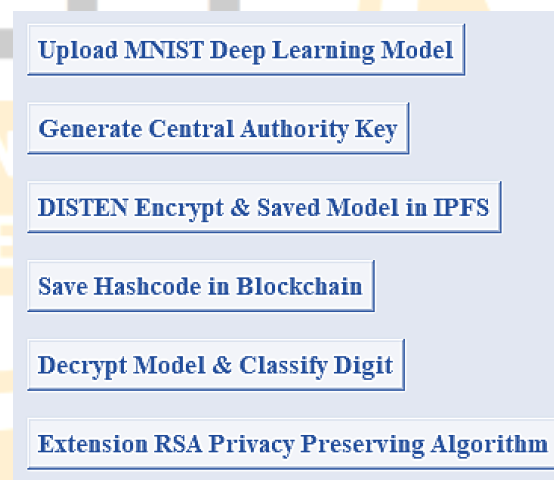 Upload MNIST Deep Learning Model
Generate Central Authority Key
DISTEN Encrypt & Saved Model in IPFS
Save Hashcode in Blockchain
Decrypt Model & Classify Digit
Extension RSA Privacy Preserving Algorithm